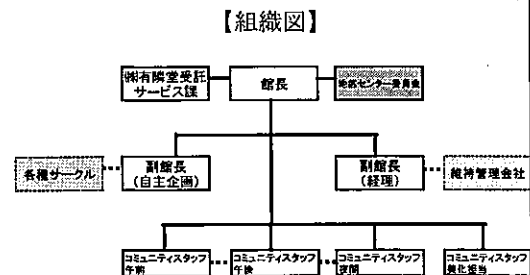 【組織図】
㈱有隣堂受託
サービス課
館長
地域センター委員会
各種サークル
副館長
(自主企画)
副館長
(経理)
維持管理会社
コミュニティスタッフ
午前
コミュニティスタッフ
午後
コミュニティスタッフ
夜間
コミュニティスタッフ
美化担当